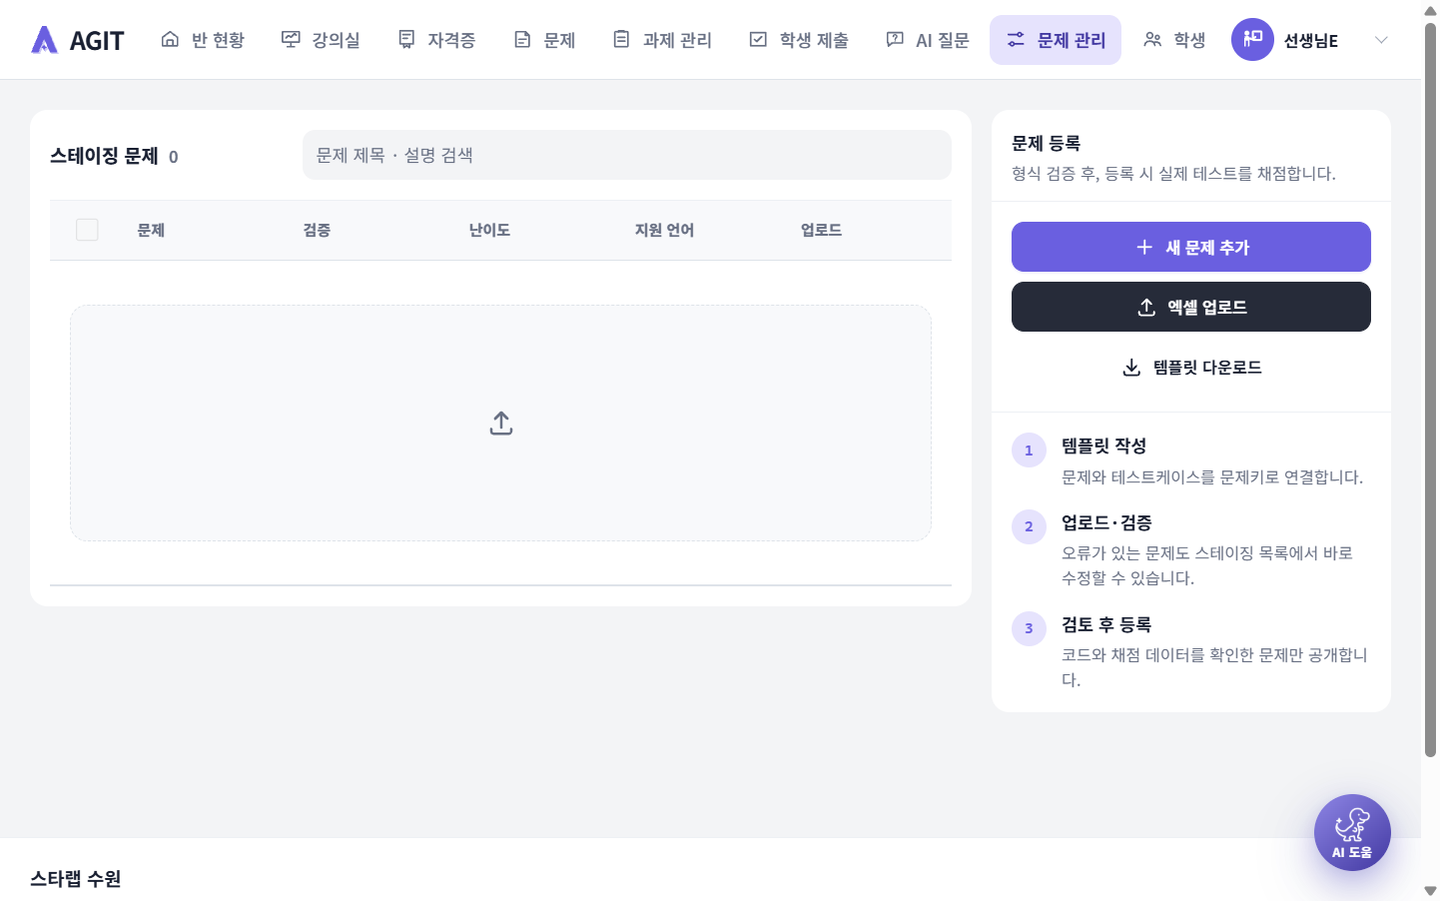 AGIT
반 현황
강의실
자격증
문제
과제 관리
학생 제출
AI 질문
문제 관리
학생
선생님E
스테이징 문제 0
문제 제목 · 설명 검색
문제
검증
난이도
지원 언어
업로드
문제 등록
형식 검증 후, 등록 시 실제 테스트를 채점합니다.
새 문제 추가
엑셀 업로드
템플릿 다운로드
1
템플릿 작성
문제와 테스트케이스를 문제키로 연결합니다.
2
업로드·검증
오류가 있는 문제도 스테이징 목록에서 바로
수정할 수 있습니다.
3
검토 후 등록
코드와 채점 데이터를 확인한 문제만 공개합니
다.
AI 도움
스타랩 수원